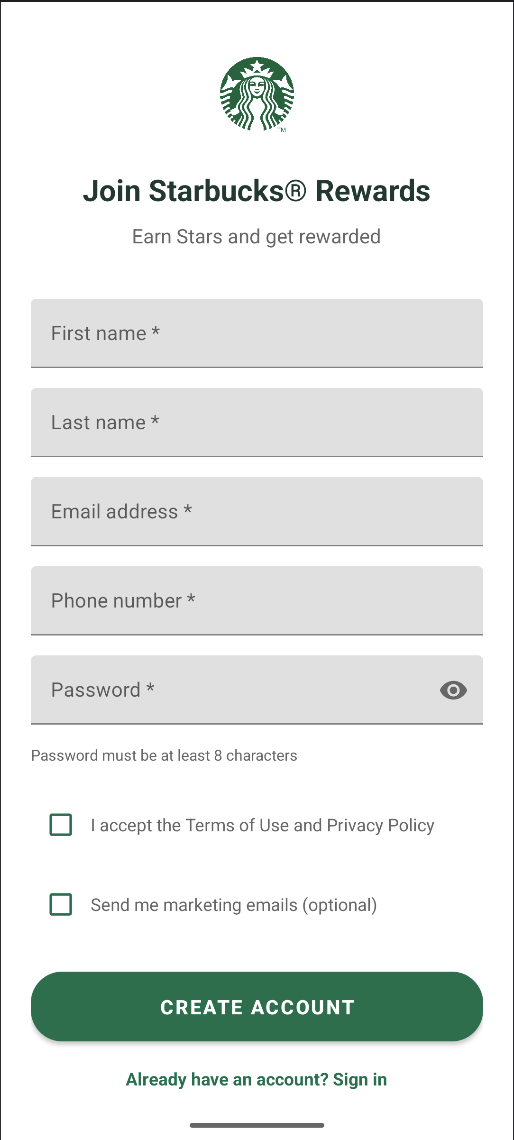 TM
Join Starbucks® Rewards
Earn Stars and get rewarded
First name *
Last name *
Email address *
Phone number *
Password *
Password must be at least 8 characters
I accept the Terms of Use and Privacy Policy
Send me marketing emails (optional)
CREATE ACCOUNT
Already have an account? Sign in